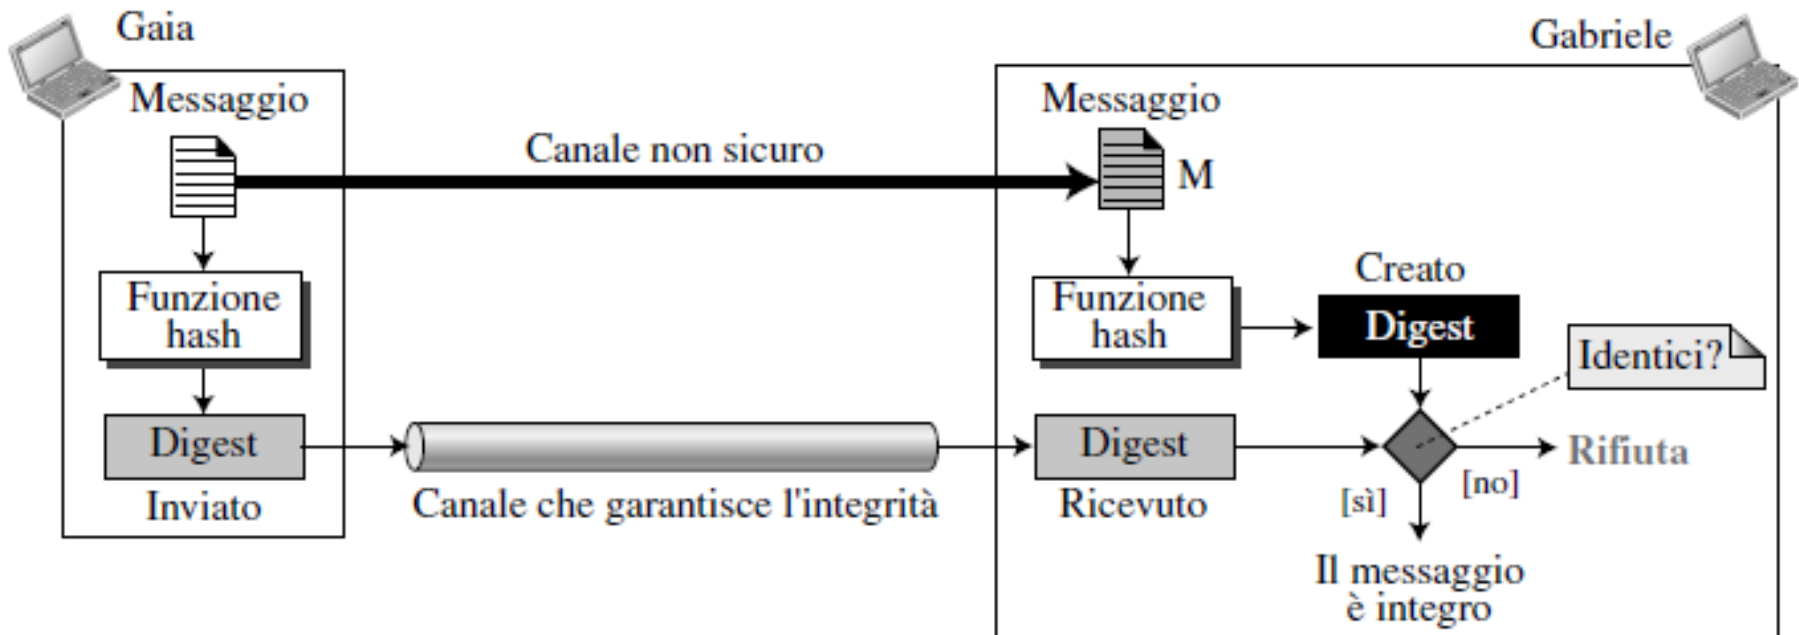 Gaia
Gabriele
Messaggio
Messaggio
Canale non sicuro
M
Funzione
hash
Funzione
hash
Creato
Digest
Identici?
Digest
Inviato
Canale che garantisce l'integrità
Digest
Ricevuto
Rifiuta
[no]
[sì]
Il messaggio
è integro